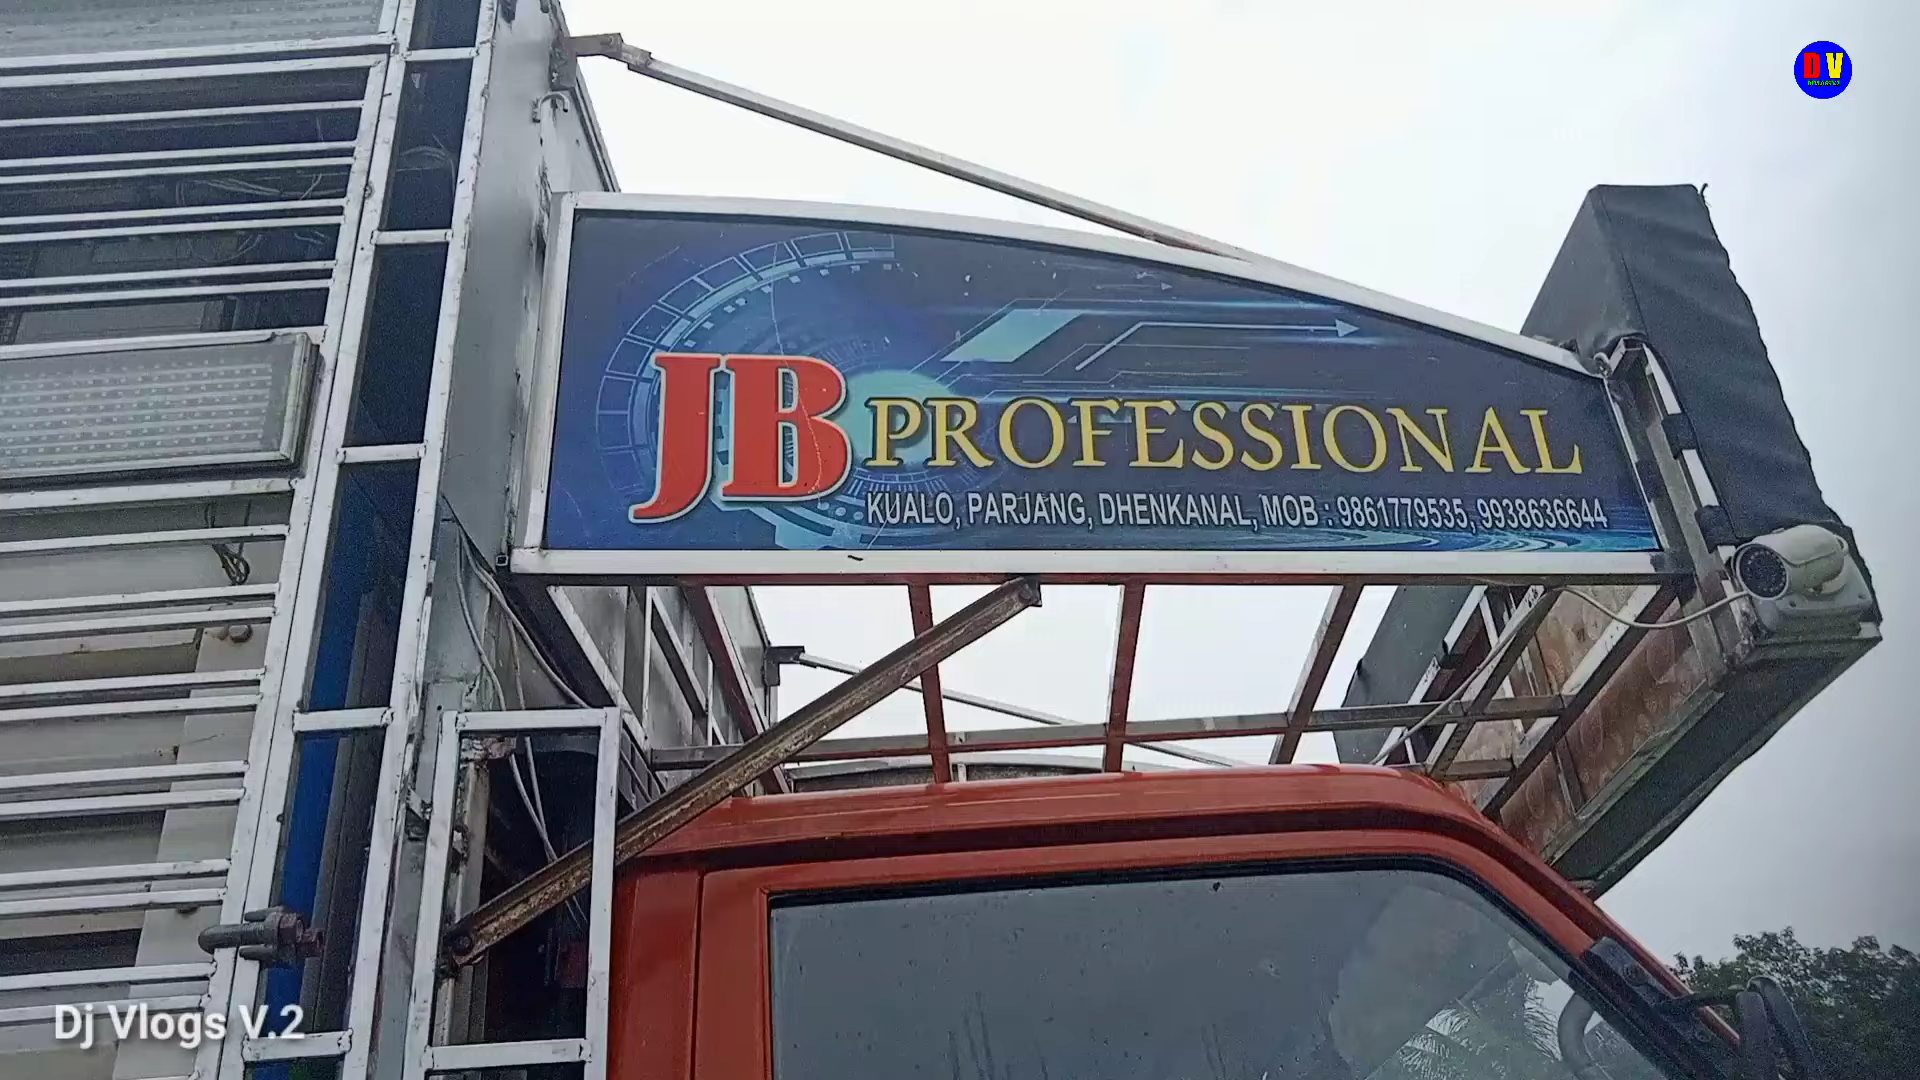 DV
JB PROFESSIONAL
KUALO, PARJANG, DHENKANAL, MOB : 9861779535, 9938636644
Dj Vlogs V.2